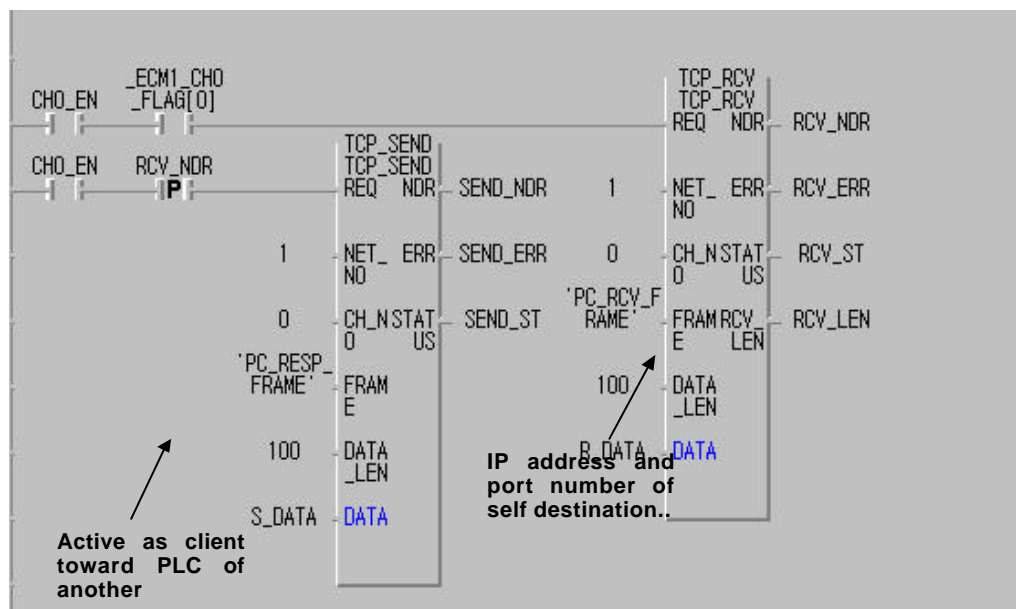 _ECM1_CH0
CH0_EN _FLAG[0]
TCP_RCV
TCP_RCV
REQ NDR RCV_NDR
CH0_EN RCV_NDR
P
TCP_SEND
TCP_SEND
REQ NDR SEND_NDR
1 NET_ ERR RCV_ERR
NO
1 NET_ ERR SEND_ERR
NO
0 CH_N STAT RCV_ST
O US
0 CH_N STAT SEND_ST
O US
'PC_RCV_F
RAME' FRAM RCV_ RCV_LEN
E LEN
'PC_RESP_
FRAME' FRAM
E
100 DATA
_LEN
100 DATA
_LEN
R_DATA DATA
S_DATA DATA
IP address and
port number of
self destination..
Active as client
toward PLC of
another